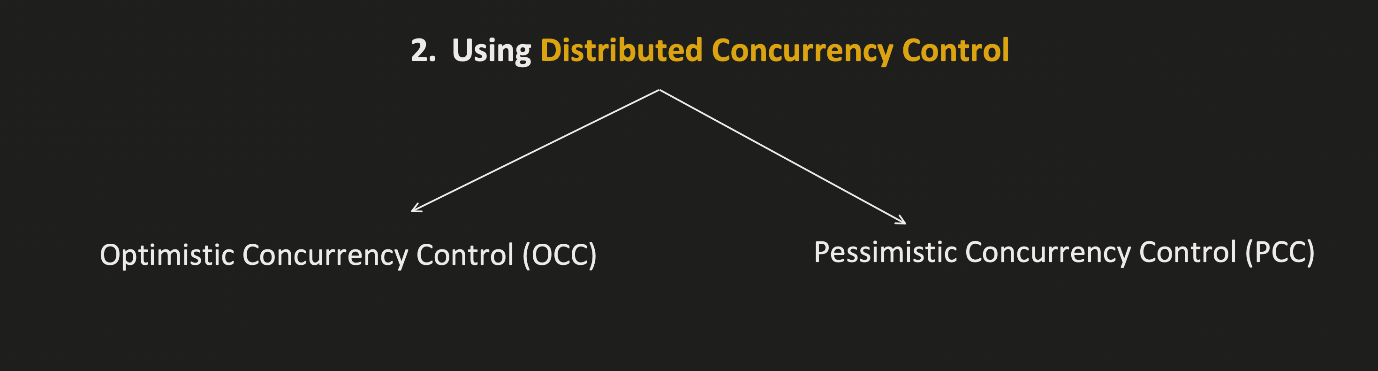 2. Using Distributed Concurrency Control
Optimistic Concurrency Control (OCC)
Pessimistic Concurrency Control (PCC)